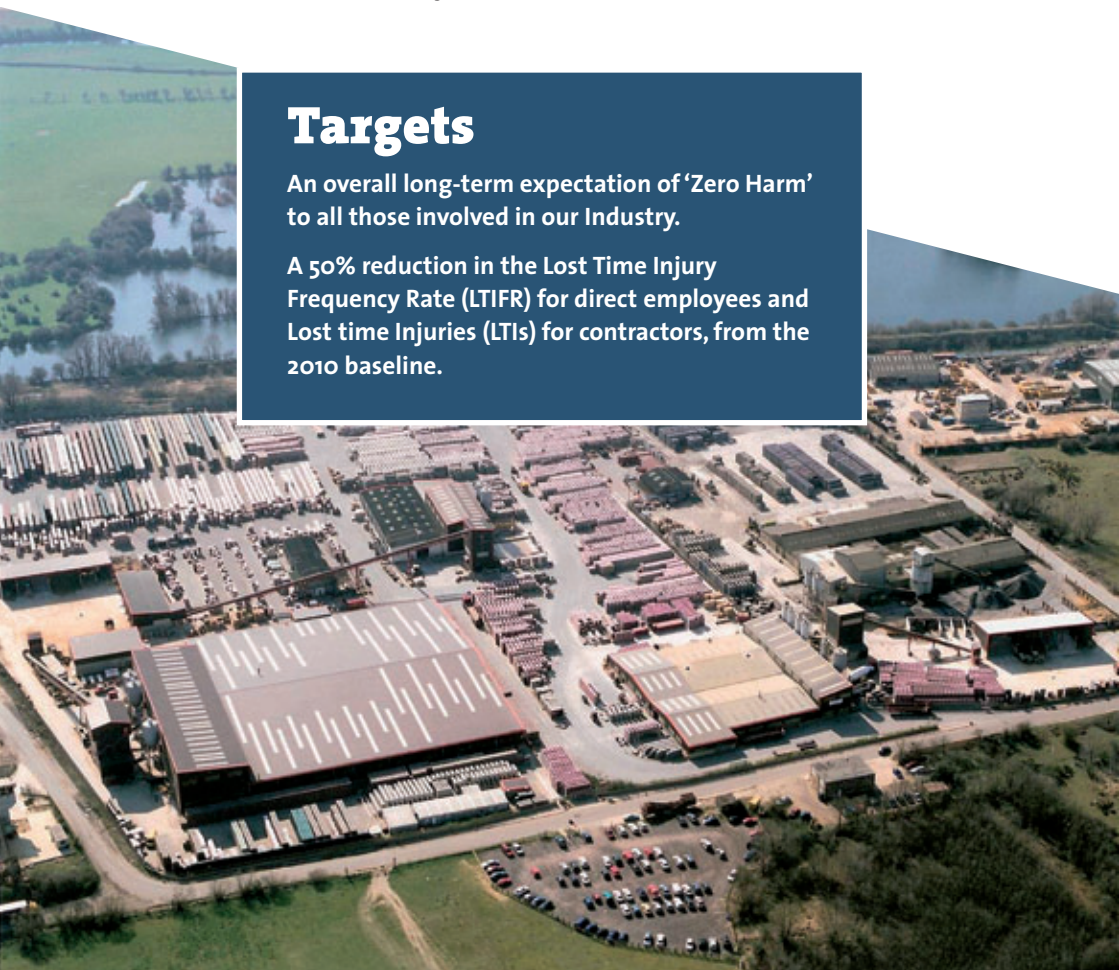 Targets
An overall long-term expectation of ‘Zero Harm’
to all those involved in our Industry.
A 50% reduction in the Lost Time Injury
Frequency Rate (LTIFR) for direct employees and
Lost time Injuries (LTIs) for contractors, from the
2010 baseline.